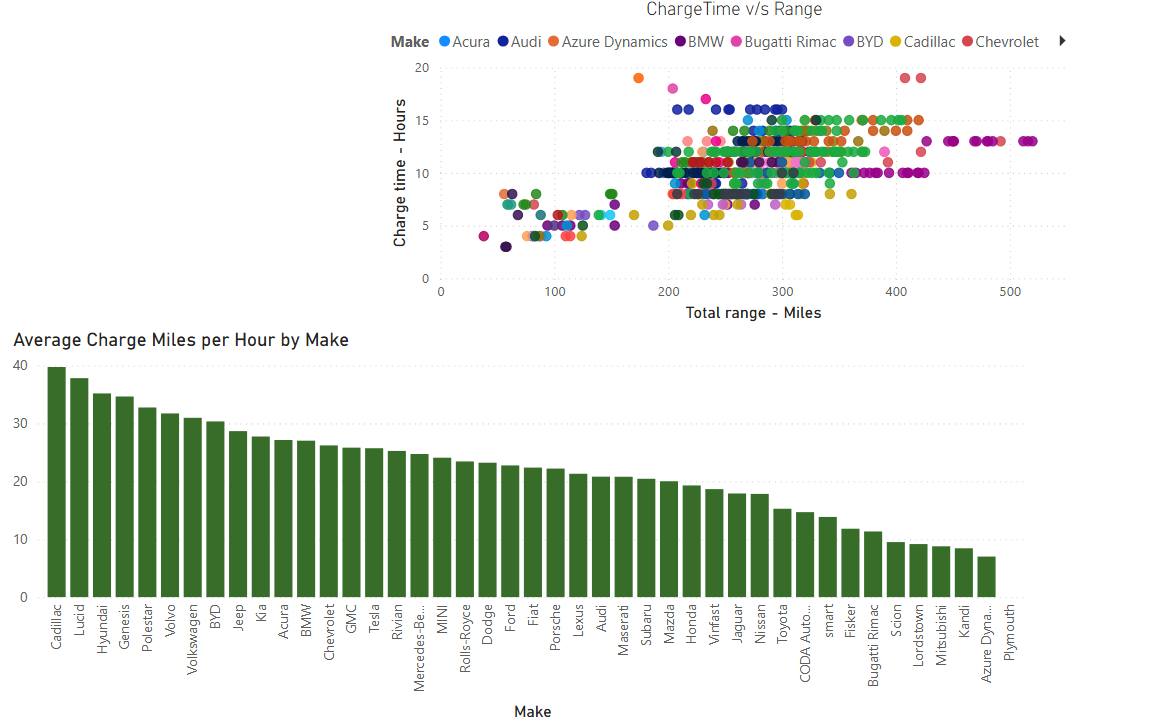 ChargeTime v/s Range
Make Acura Audi Azure Dynamics BMW Bugatti Rimac BYD Cadillac Chevrolet
20
15
10
5
0
Charge time - Hours
0 100 200 300 400 500
Total range - Miles
Average Charge Miles per Hour by Make
40
30
20
10
0
Cadillac
Lucid
Hyundai
Genesis
Polestar
Volvo
Volkswagen
BYD
Jeep
Kia
Acura
BMW
Chevrolet
GMC
Tesla
Rivian
Mercedes-Be...
MINI
Rolls-Royce
Dodge
Ford
Fiat
Porsche
Lexus
Audi
Maserati
Subaru
Mazda
Honda
Vinfast
Jaguar
Nissan
Toyota
CODA Auto...
smart
Fisker
Bugatti Rimac
Scion
Lordstown
Mitsubishi
Kandi
Azure Dyna...
Plymouth
Make